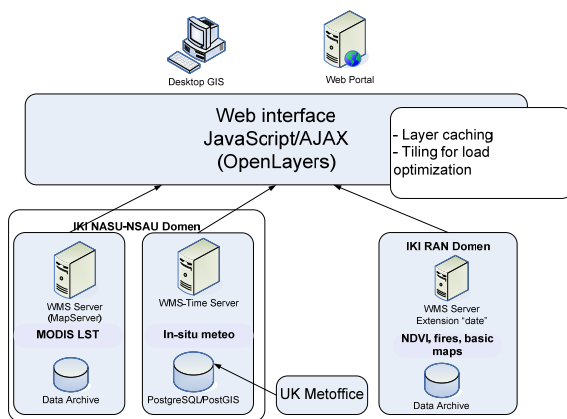 Desktop GIS
Web Portal
Web interface
JavaScript/AJAX
(OpenLayers)
- Layer caching
- Tiling for load
optimization
IKI NASU-NSAU Domen
IKI RAN Domen
WMS Server
(MapServer)
MODIS LST
Data Archive
WMS-Time Server
In-situ meteo
PostgreSQL/PostGIS
UK Metoffice
WMS Server
Extension "date"
NDVI, fires, basic
maps
Data Archive